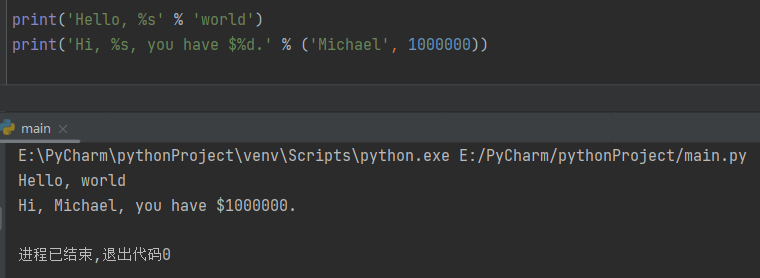 print('Hello, %s' % 'world')
print('Hi, %s, you have $%d.' % ('Michael', 1000000))
main
E:\PyCharm\pythonProject\venv\Scripts\python.exe E:/PyCharm/pythonProject/main.py
Hello, world
Hi, Michael, you have $1000000.
进程已结束,退出代码0